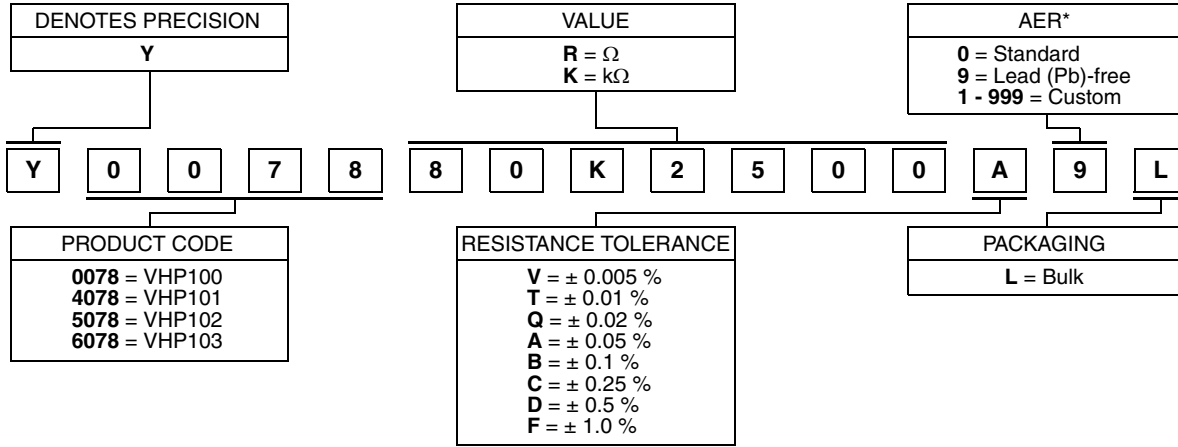 DENOTES PRECISION
Y
VALUE
R = Ω
K = kΩ
AER*
0 = Standard
9 = Lead (Pb)-free
1 - 999 = Custom
Y 0 0 7 8 8 0 K 2 5 0 0 A 9 L
PRODUCT CODE
0078 = VHP100
4078 = VHP101
5078 = VHP102
6078 = VHP103
RESISTANCE TOLERANCE
V = ± 0.005 %
T = ± 0.01 %
Q = ± 0.02 %
A = ± 0.05 %
B = ± 0.1 %
C = ± 0.25 %
D = ± 0.5 %
F = ± 1.0 %
PACKAGING
L = Bulk